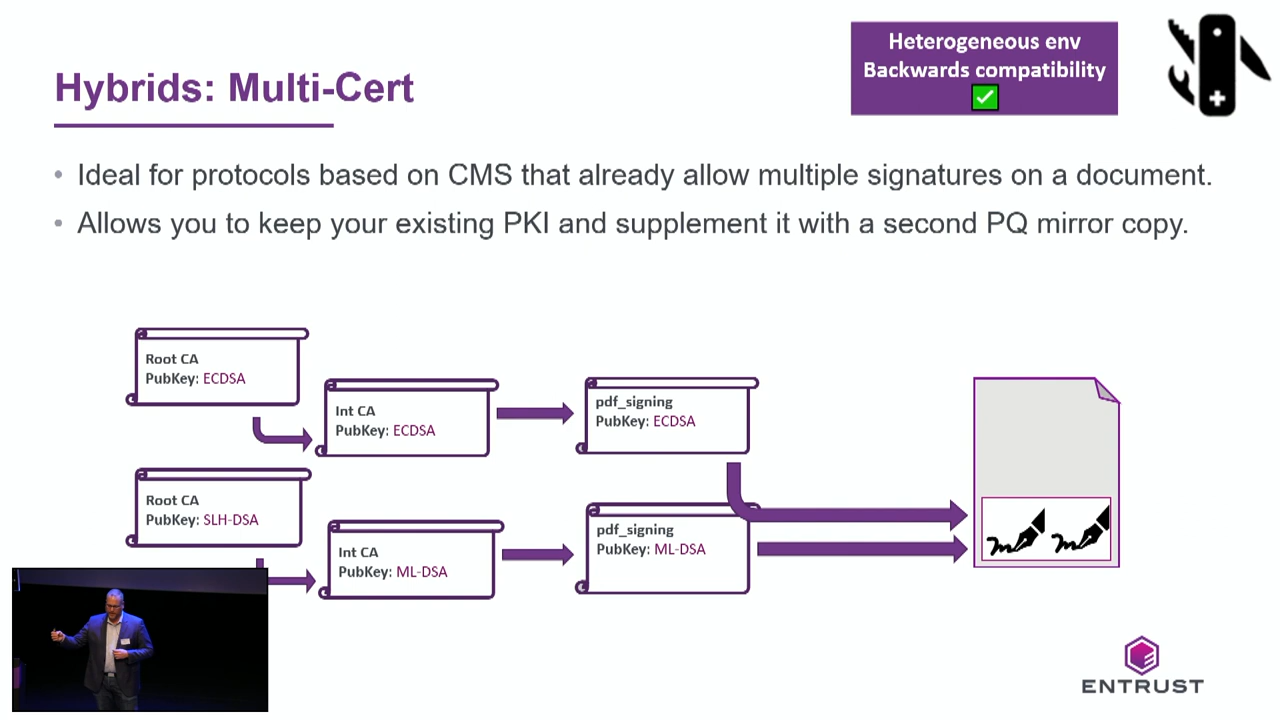 Heterogeneous env
Backwards compatibility
Hybrids: Multi-Cert
• Ideal for protocols based on CMS that already allow multiple signatures on a document.
• Allows you to keep your existing PKI and supplement it with a second PQ mirror copy.
Root CA
PubKey: ECDSA
Int CA
PubKey: ECDSA
pdf_signing
PubKey: ECDSA
Root CA
PubKey: SLH-DSA
Int CA
PubKey: ML-DSA
pdf_signing
PubKey: ML-DSA
ENTRUST